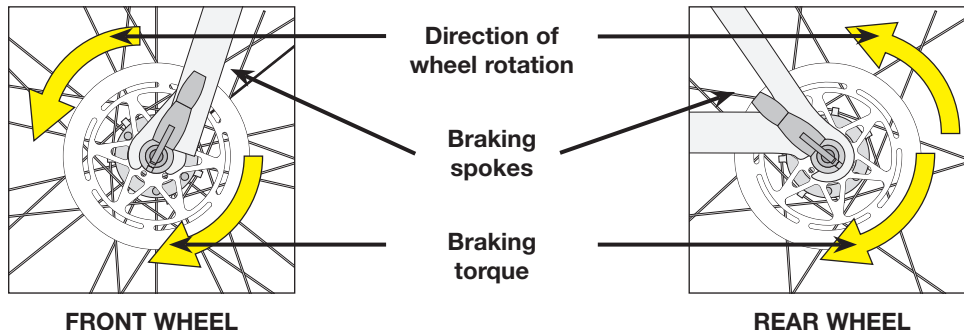 Direction of
wheel rotation
Braking
spokes
Braking
torque
FRONT WHEEL
REAR WHEEL